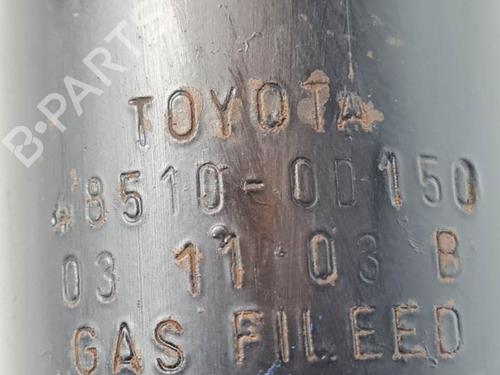 B-PARTS
TOYOTA
48510-0D150
03 11 03 B
GAS FILEED